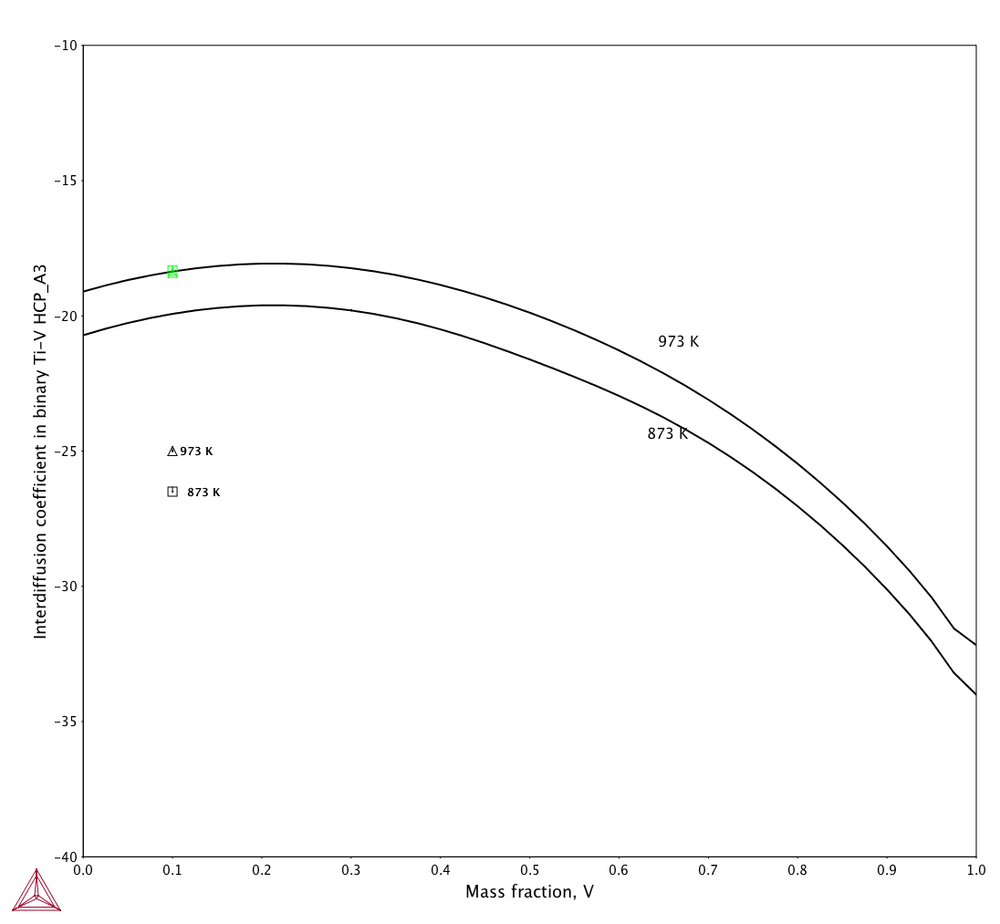 −10
−15
−20
−25
−30
−35
−40
Interdiffusion coefficient in binary Ti−V HCP_A3
973 K
873 K
973 K
873 K
0.0 0.1 0.2 0.3 0.4 0.5 0.6 0.7 0.8 0.9 1.0
Mass fraction, V